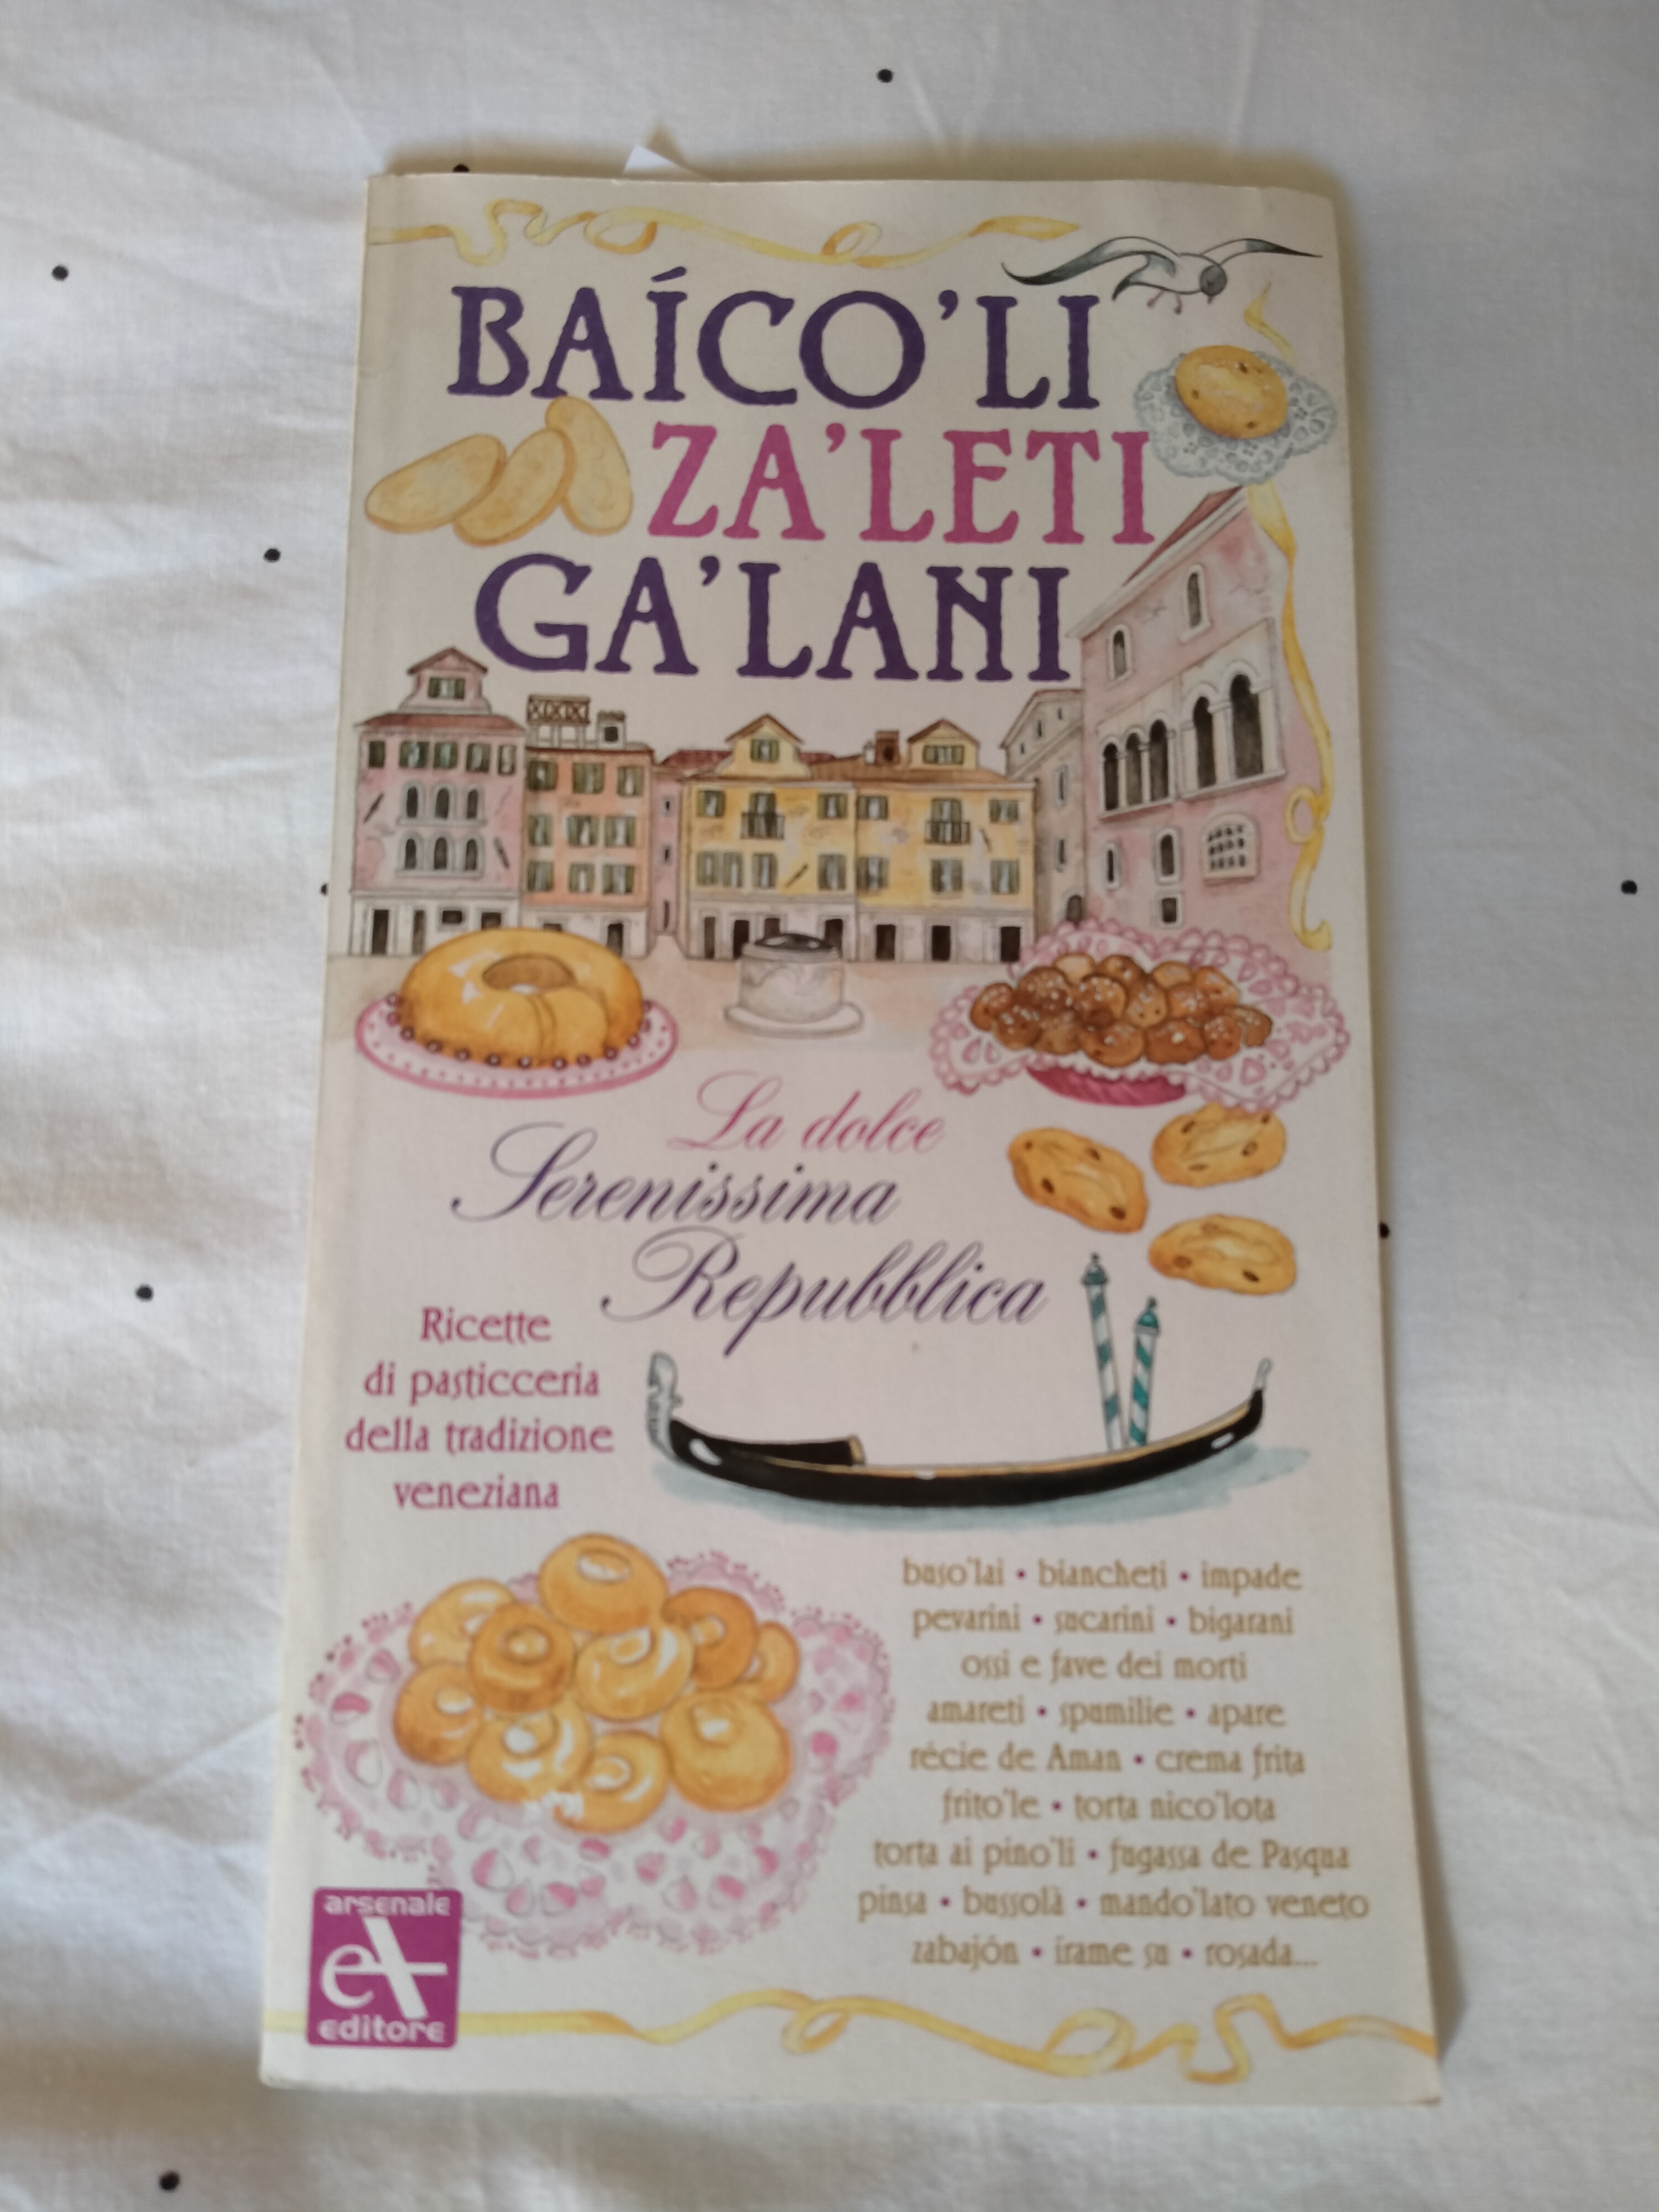 BAÍCO'LI
ZA'LETI
GA'LANI
La dolce
Serenissima
Repubblica
Ricette
di pasticceria
della tradizione
veneziana
buso'lai • biancheti • impade
pevarini • sucarini • bigarani
ossi e fave dei morti
amareti • spumilie • apare
récie de Aman • crema frita
frito'le • torta nico'lota
torta ai pino'li • fugassa de Pasqua
pinsa • bussolà • mando'lato veneto
zabajón • írame su • rosada...
arsenale
editore